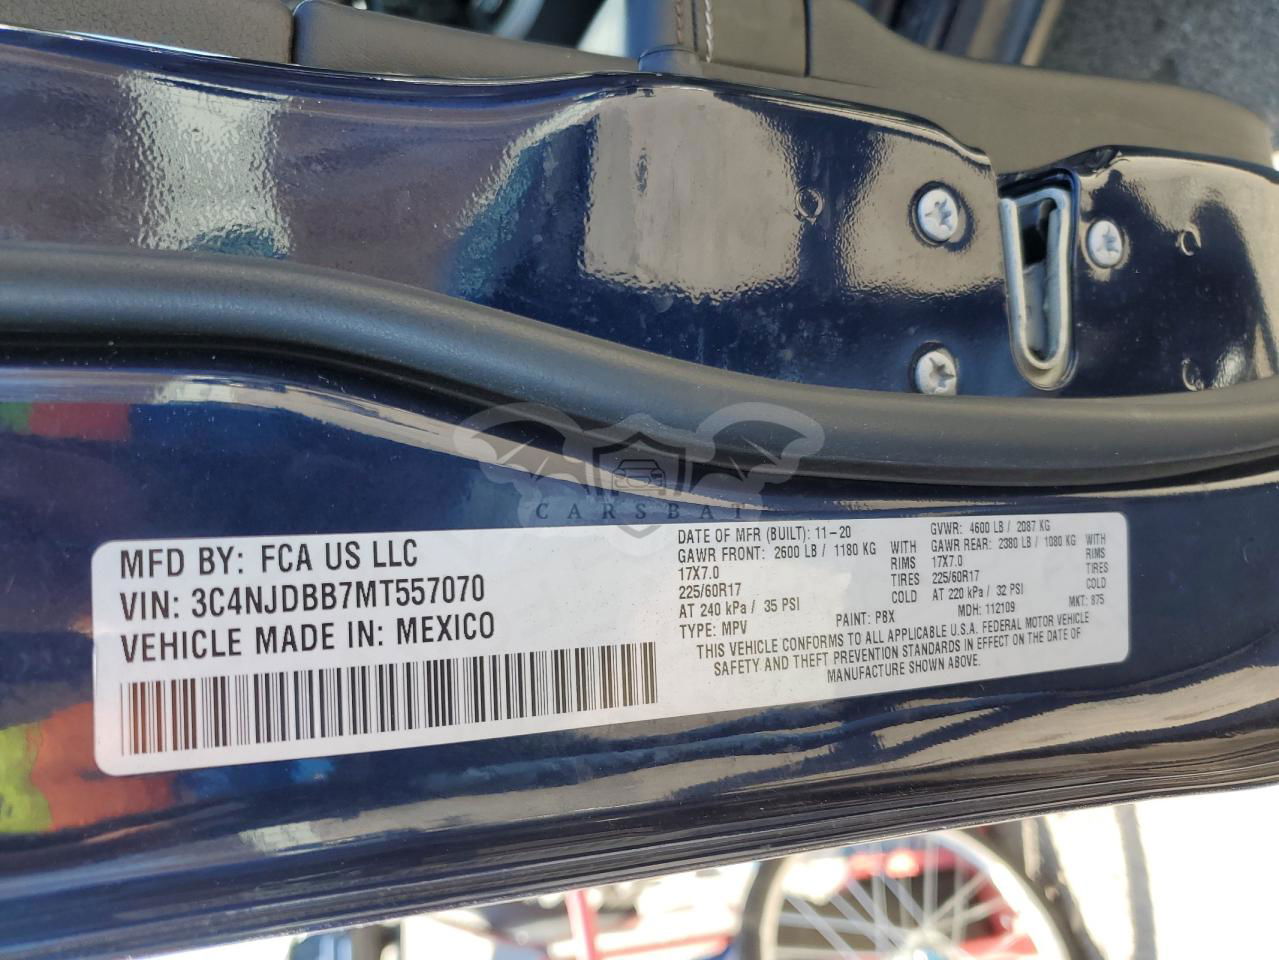 CARSBAT
MFD BY: FCA US LLC
VIN: 3C4NJDBB7MT557070
VEHICLE MADE IN: MEXICO
DATE OF MFR (BUILT): 11-20
GAWR FRONT: 2600 LB / 1180 KG WITH
17X7.0 RIMS
225/60R17 TIRES
AT 240 kPa / 35 PSI COLD
TYPE: MPV PAINT: PBX
GVWR: 4600 LB / 2087 KG
GAWR REAR: 2380 LB / 1080 KG WITH
17X7.0 RIMS
225/60R17 TIRES
AT 220 kPa / 32 PSI COLD
MDH: 112109 MKT: 875
THIS VEHICLE CONFORMS TO ALL APPLICABLE U.S.A. FEDERAL MOTOR VEHICLE
SAFETY AND THEFT PREVENTION STANDARDS IN EFFECT ON THE DATE OF
MANUFACTURE SHOWN ABOVE.